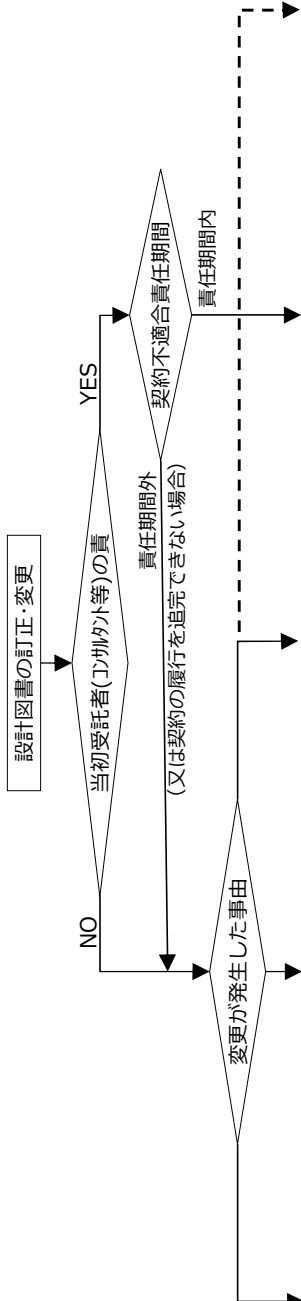 設計図書の訂正・変更
当初受託者(ｺﾝｻﾙﾀﾝﾄ等)の責
YES
NO
契約不適合責任期間
責任期間外
(又は契約の履行を追完できない場合)
責任期間内
変更が発生した事由